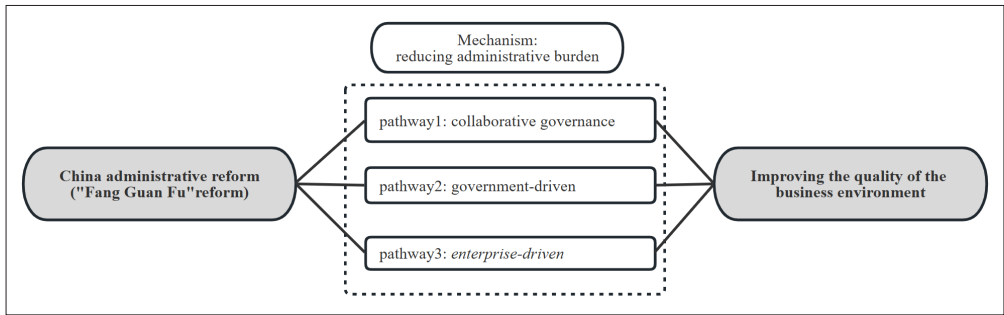 Mechanism:
reducing administrative burden
pathway1: collaborative governance
China administrative reform
("Fang Guan Fu"reform)
pathway2: government-driven
Improving the quality of the
business environment
pathway3: enterprise-driven